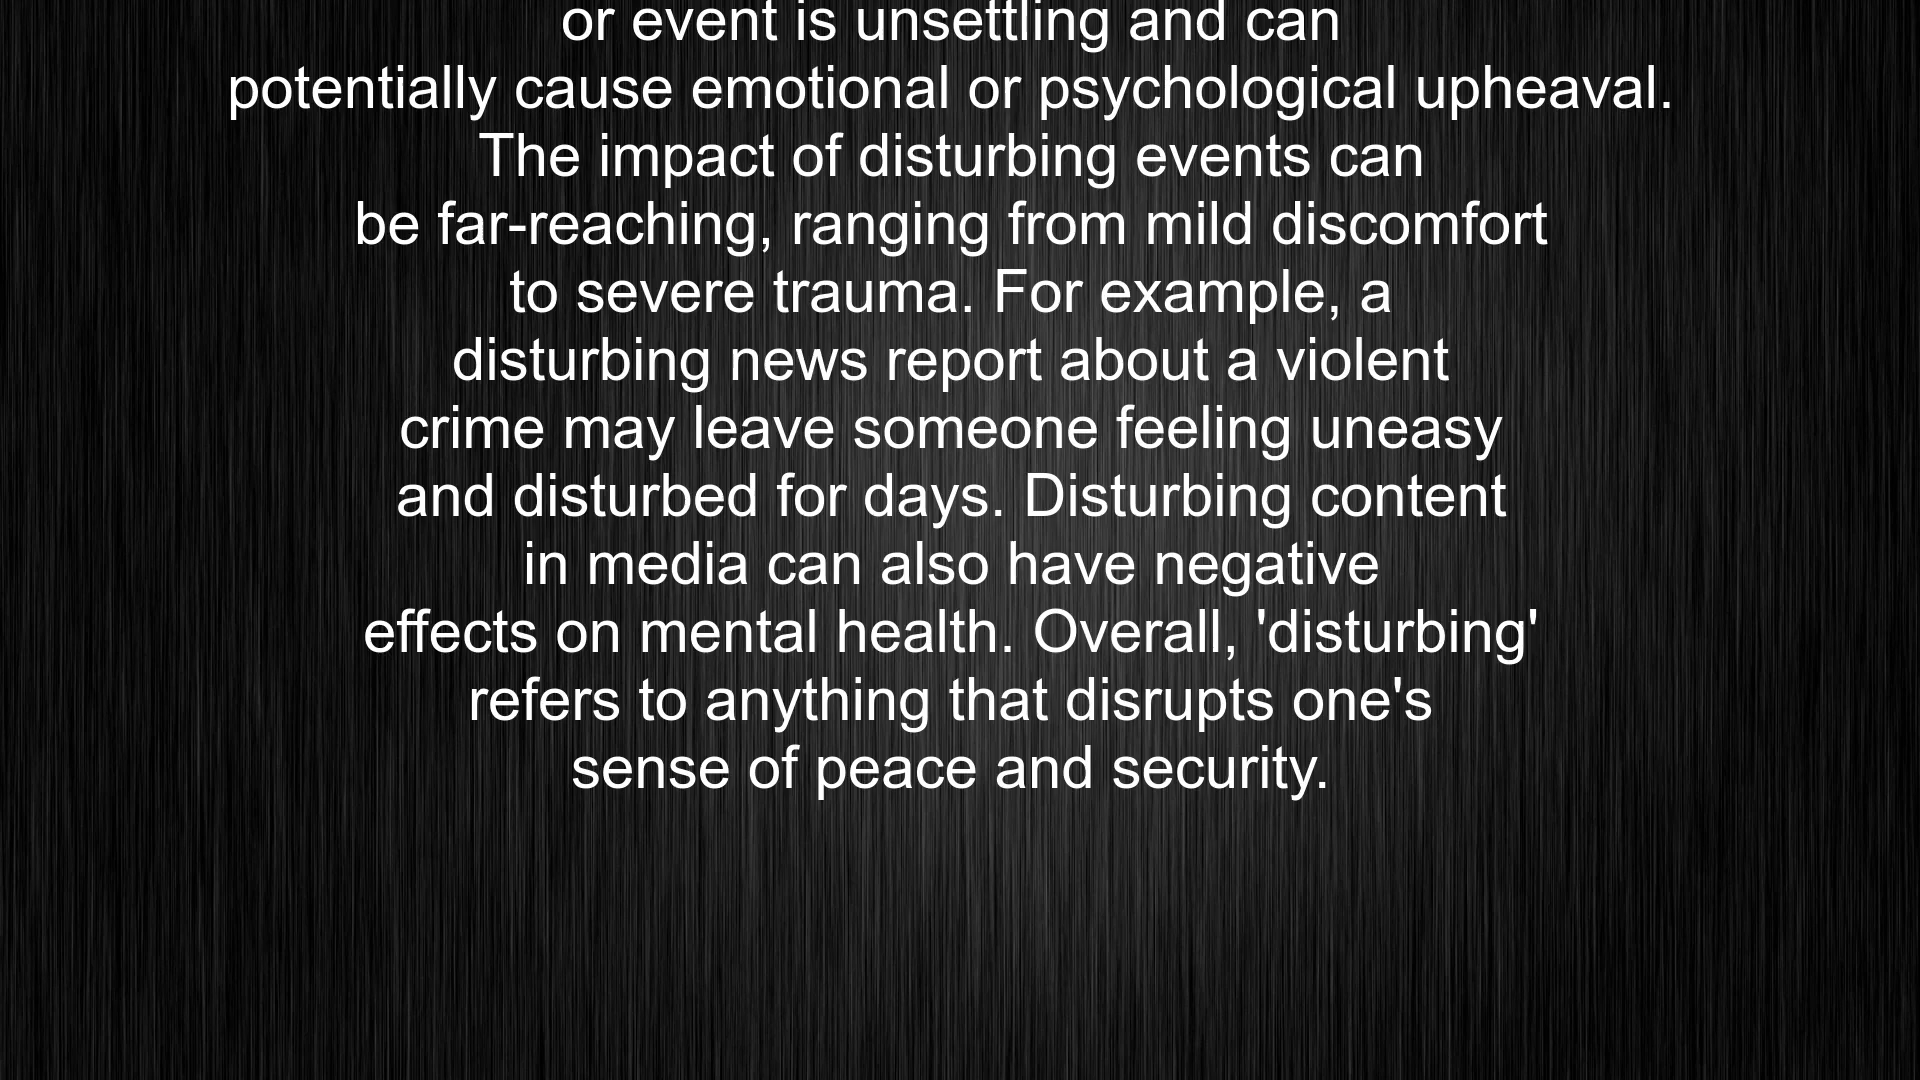 or event is unsettling and can
potentially cause emotional or psychological upheaval.
The impact of disturbing events can
be far-reaching, ranging from mild discomfort
to severe trauma. For example, a
disturbing news report about a violent
crime may leave someone feeling uneasy
and disturbed for days. Disturbing content
in media can also have negative
effects on mental health. Overall, 'disturbing'
refers to anything that disrupts one's
sense of peace and security.